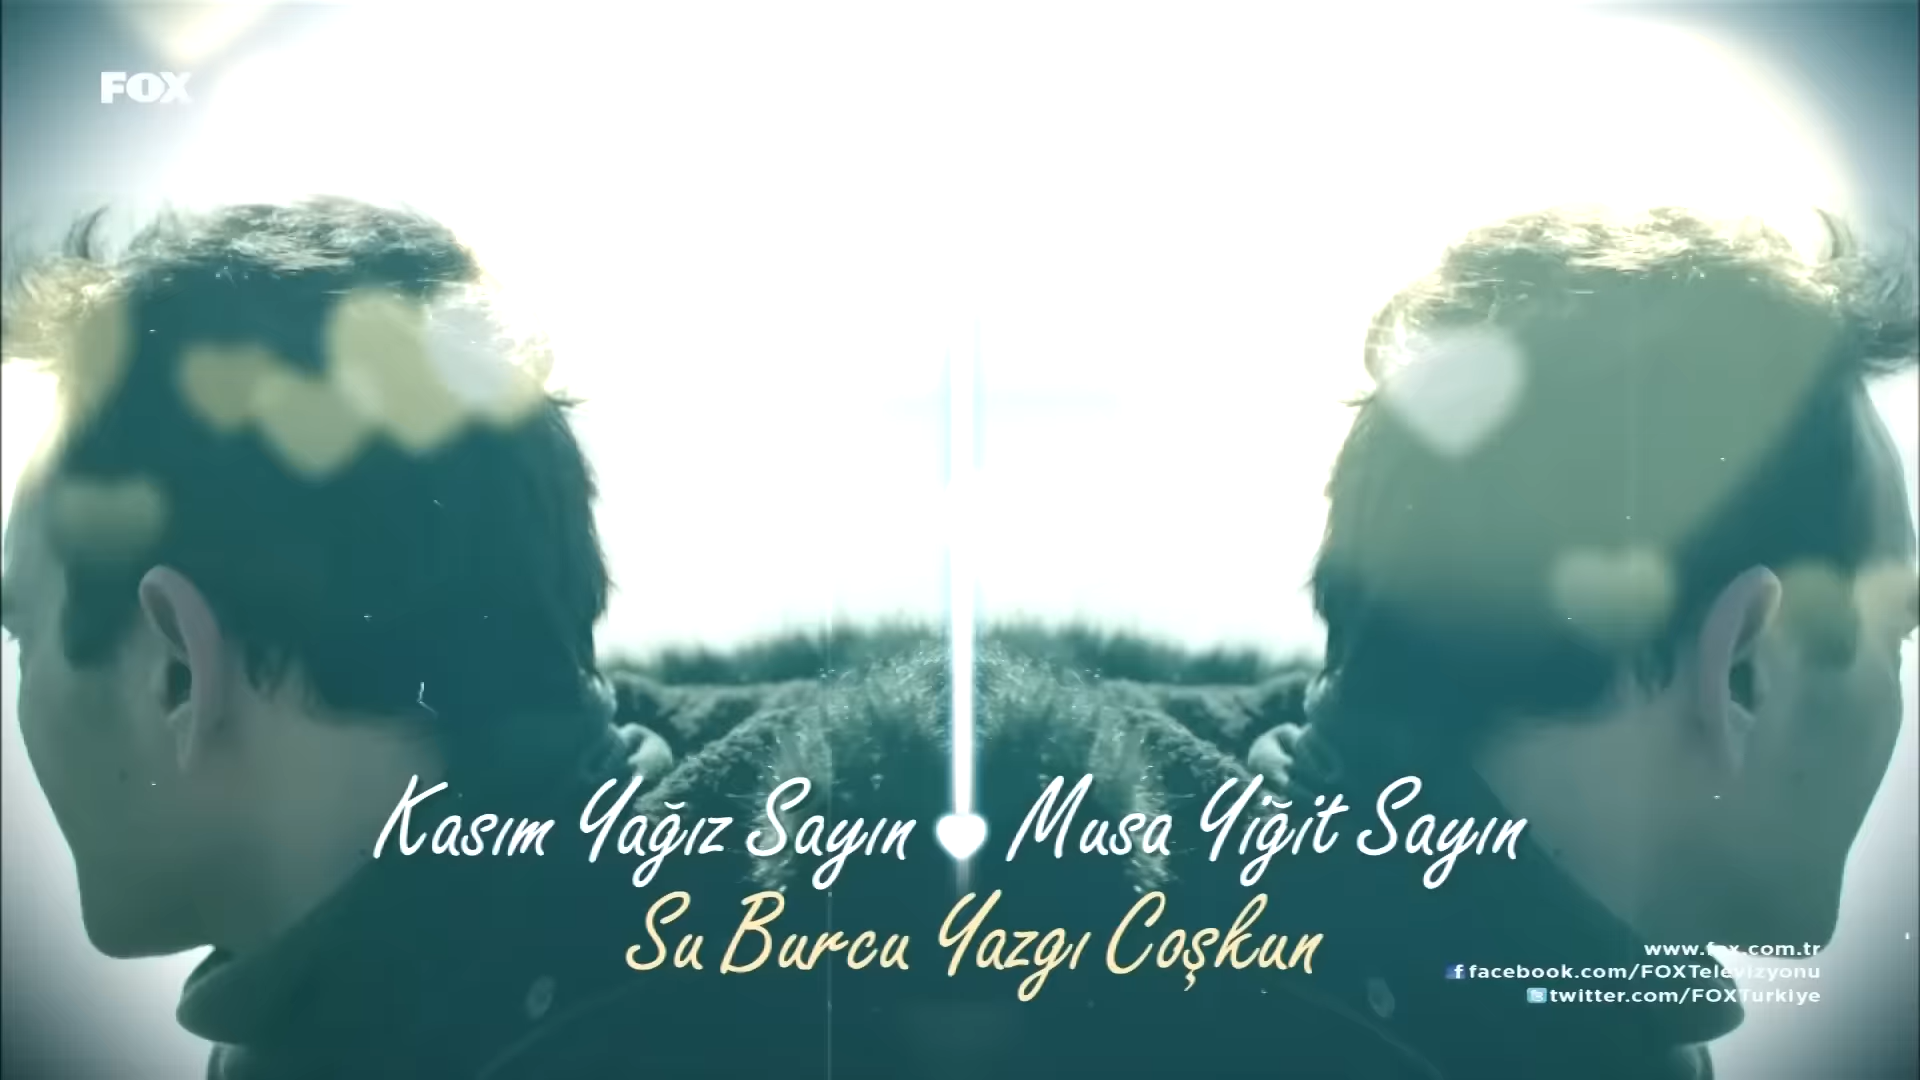 FOX
Kasım Yağız Sayın Musa Yiğit Sayın
Su Burcu Yazgı Coşkun
www.fox.com.tr
facebook.com/FOXTelevizyonu
twitter.com/FOXTurkiye